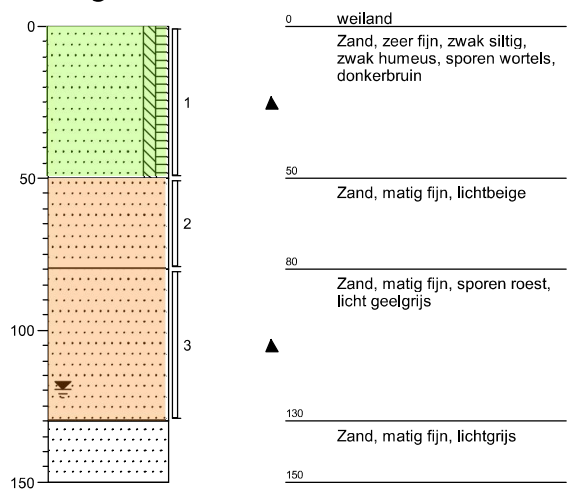 0
50
100
150
1
2
3
0 weiland
Zand, zeer fijn, zwak siltig,
zwak humeus, sporen wortels,
donkerbruin
50
Zand, matig fijn, lichtbeige
80
Zand, matig fijn, sporen roest,
licht geelgrijs
130
Zand, matig fijn, lichtgrijs
150